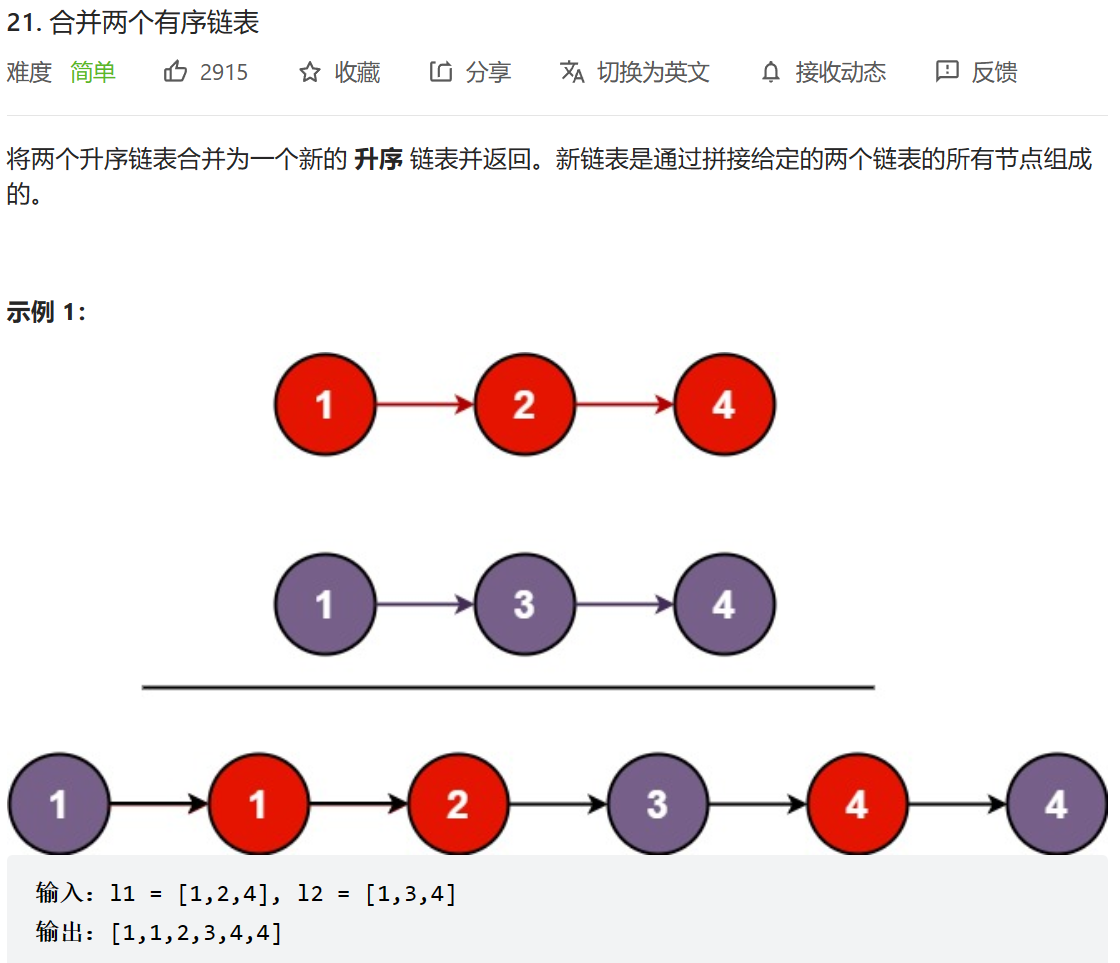 21. 合并两个有序链表
难度 简单 2915 收藏 分享 切换为英文 接收动态 反馈
将两个升序链表合并为一个新的 升序 链表并返回。新链表是通过拼接给定的两个链表的所有节点组成
的。
示例 1：
1 2 4
1 3 4
1 1 2 3 4 4
输入：l1 = [1,2,4], l2 = [1,3,4]
输出：[1,1,2,3,4,4]